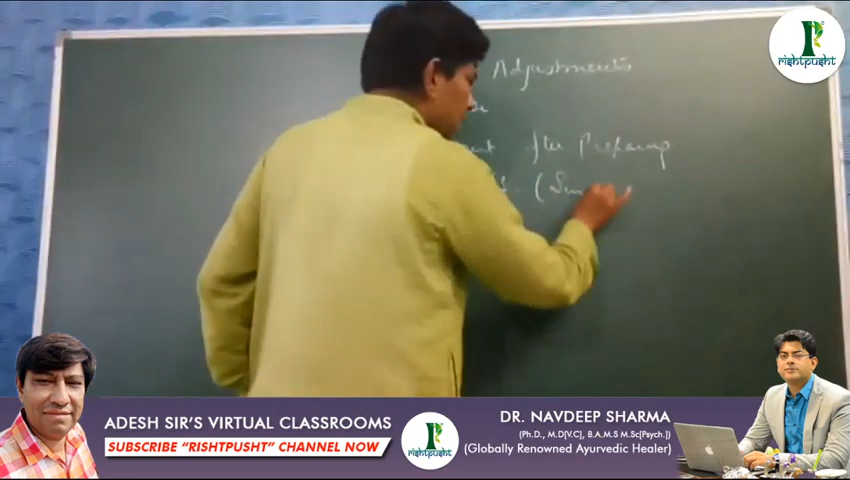 Adjustments
after Preparing
rishtpusht
ADESH SIR'S VIRTUAL CLASSROOMS
SUBSCRIBE "RISHTPUSHT" CHANNEL NOW
rishtpusht
DR. NAVDEEP SHARMA
(Ph.D., M.D[V.C], B.A.M.S M.Sc[Psych.])
(Globally Renowned Ayurvedic Healer)